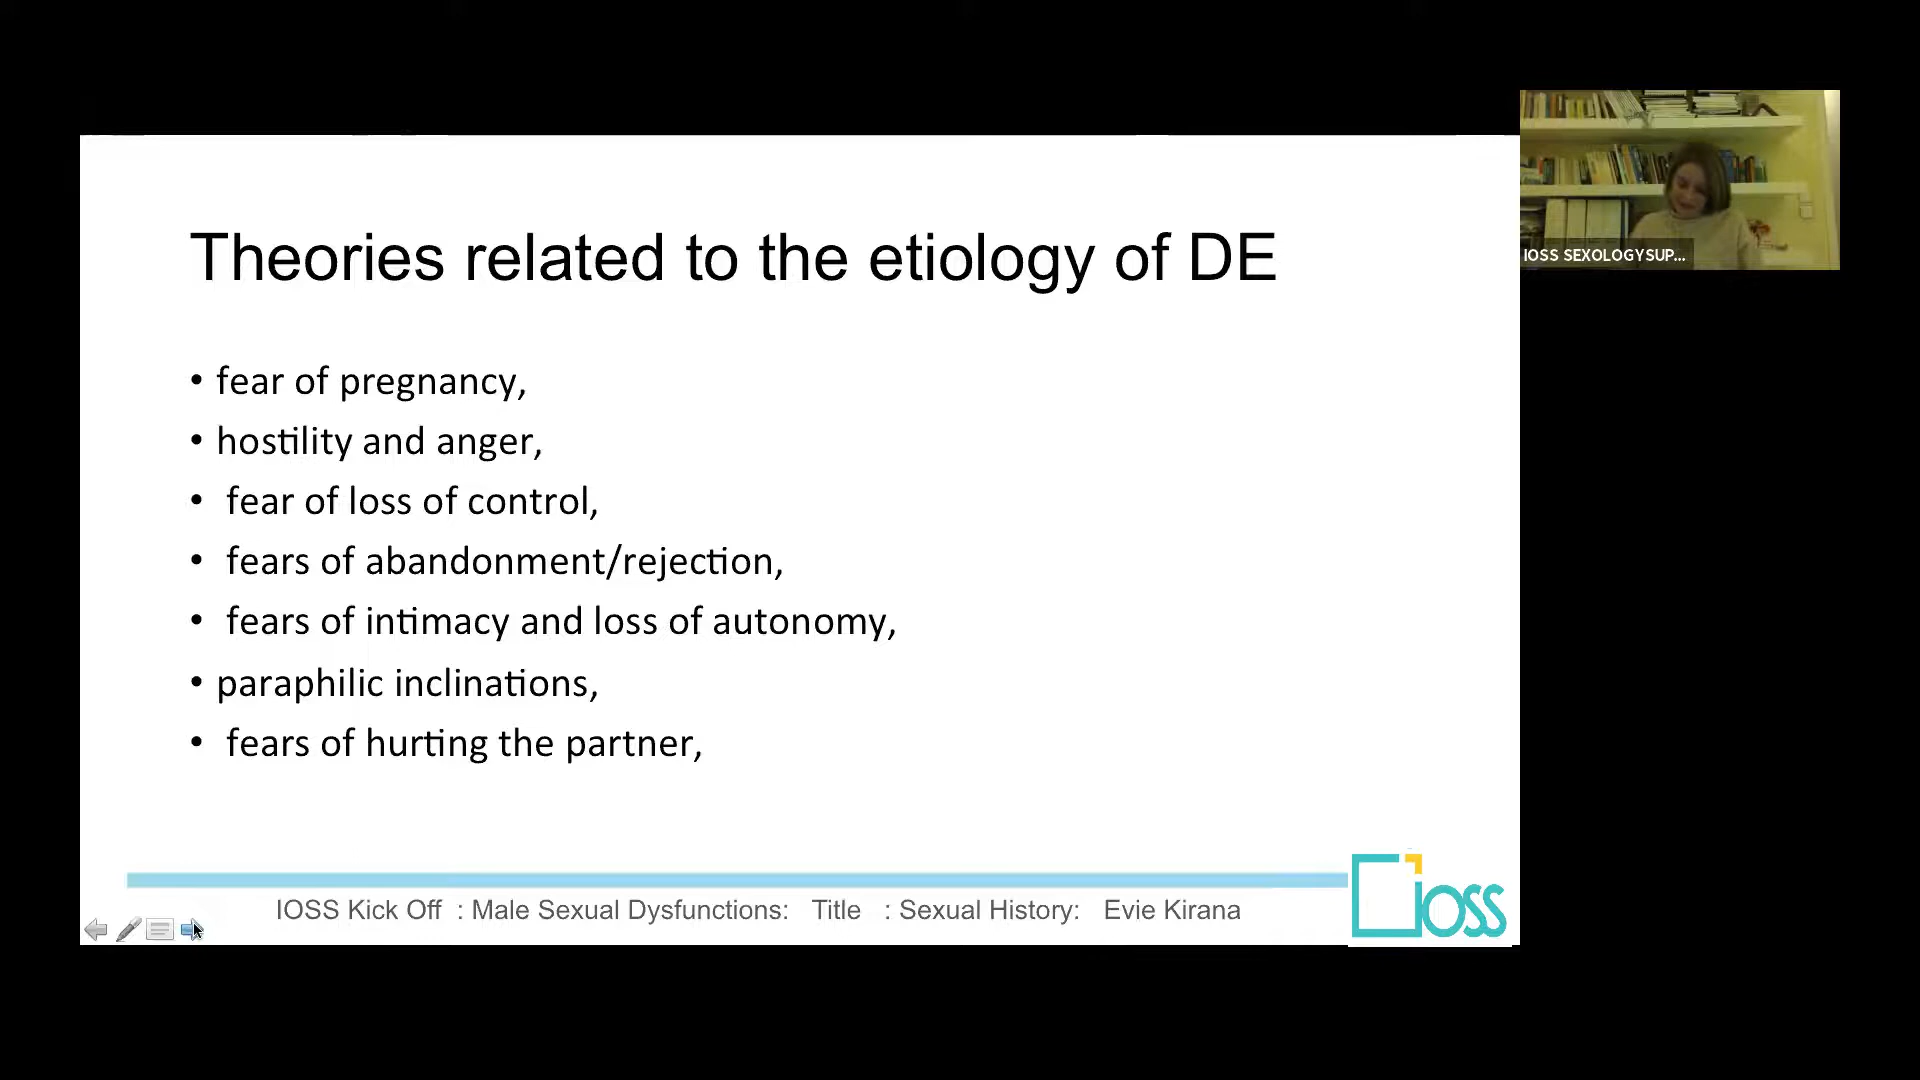 Theories related to the etiology of DE
• fear of pregnancy,
• hostility and anger,
• fear of loss of control,
• fears of abandonment/rejection,
• fears of intimacy and loss of autonomy,
• paraphilic inclinations,
• fears of hurting the partner,
IOSS Kick Off : Male Sexual Dysfunctions: Title : Sexual History: Evie Kirana
ioss
IOSS SEXOLOGYSUP...